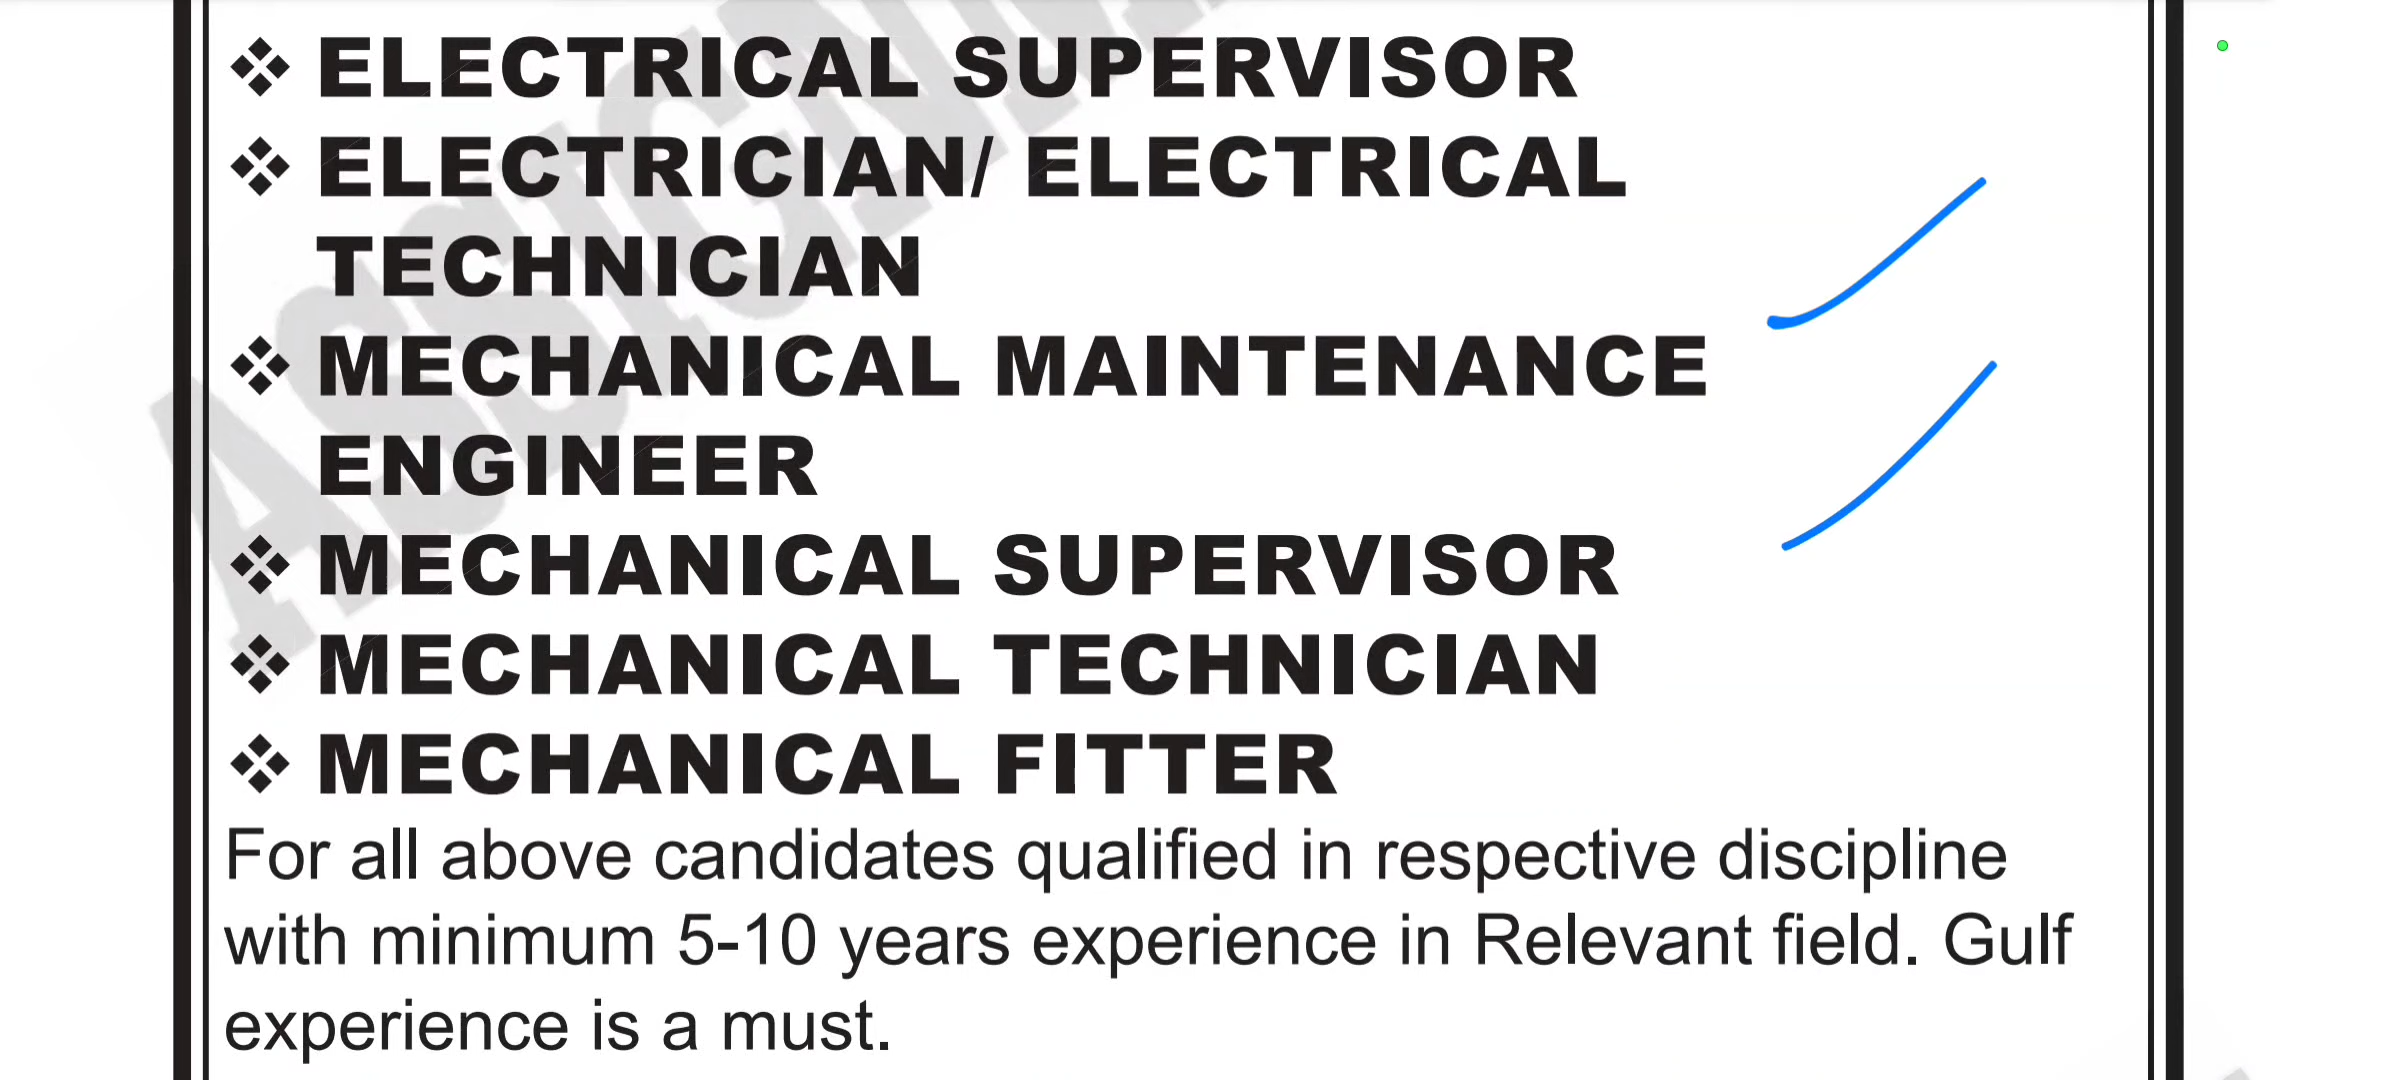 ❖ ELECTRICAL SUPERVISOR
❖ ELECTRICIAN/ ELECTRICAL
TECHNICIAN
❖ MECHANICAL MAINTENANCE
ENGINEER
❖ MECHANICAL SUPERVISOR
❖ MECHANICAL TECHNICIAN
❖ MECHANICAL FITTER
For all above candidates qualified in respective discipline
with minimum 5-10 years experience in Relevant field. Gulf
experience is a must.